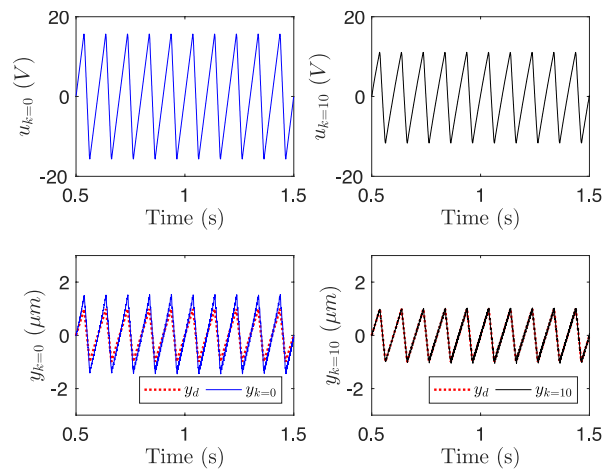 u_{k=0} (V)
20
0
-20
0.5 1 1.5
Time (s)
u_{k=10} (V)
20
0
-20
0.5 1 1.5
Time (s)
y_{k=0} (μm)
2
0
-2
y_d y_{k=0}
0.5 1 1.5
Time (s)
y_{k=10} (μm)
2
0
-2
y_d y_{k=10}
0.5 1 1.5
Time (s)